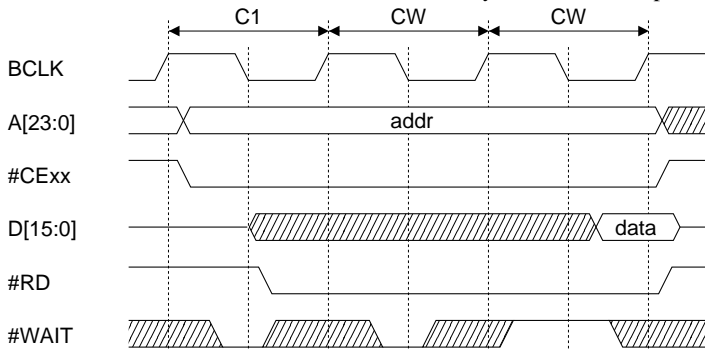 C1 CW CW
BCLK
A[23:0] addr
#CExx
D[15:0] data
#RD
#WAIT